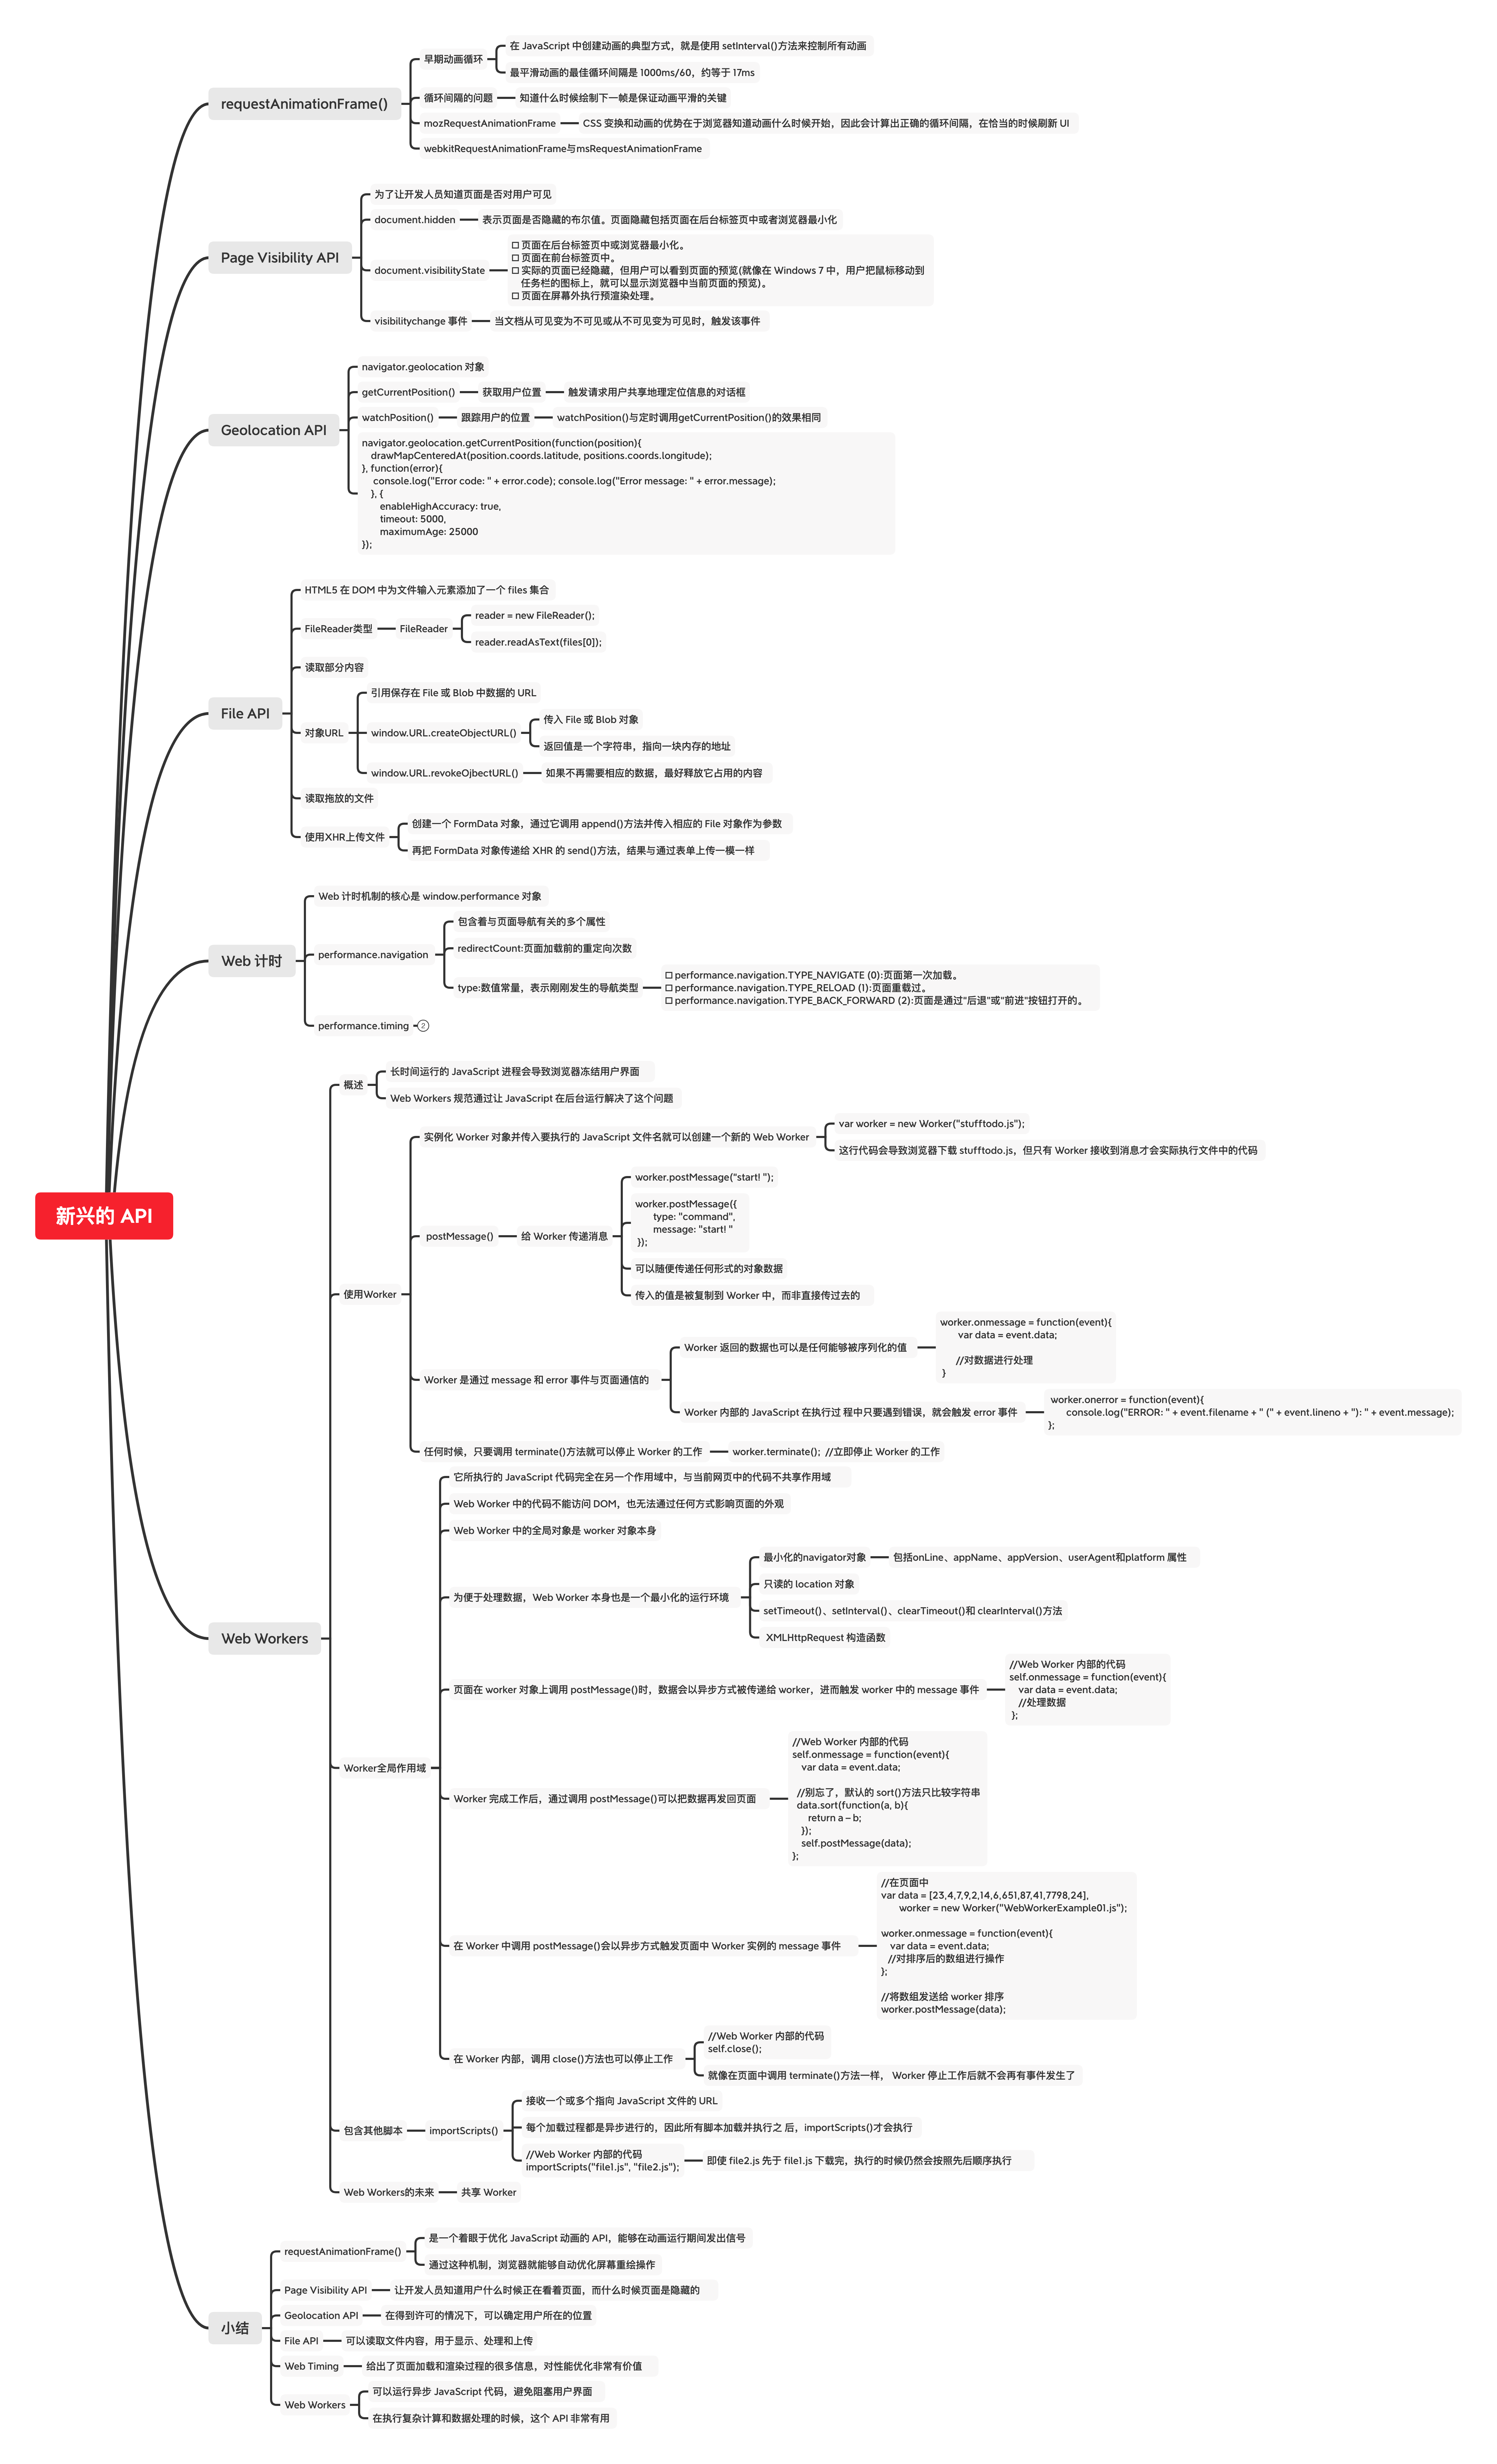 新兴的 API
requestAnimationFrame()
早期动画循环
在 JavaScript 中创建动画的典型方式，就是使用 setInterval()方法来控制所有动画
最平滑动画的最佳循环间隔是 1000ms/60，约等于 17ms
循环间隔的问题
知道什么时候绘制下一帧是保证动画平滑的关键
mozRequestAnimationFrame
CSS 变换和动画的优势在于浏览器知道动画什么时候开始，因此会计算出正确的循环间隔，在恰当的时候刷新 UI
webkitRequestAnimationFrame与msRequestAnimationFrame
Page Visibility API
为了让开发人员知道页面是否对用户可见
document.hidden
表示页面是否隐藏的布尔值。页面隐藏包括页面在后台标签页中或者浏览器最小化
document.visibilityState
□ 页面在后台标签页中或浏览器最小化。
□ 页面在前台标签页中。
□ 实际的页面已经隐藏，但用户可以看到页面的预览(就像在 Windows 7 中，用户把鼠标移动到
任务栏的图标上，就可以显示浏览器中当前页面的预览)。
□ 页面在屏幕外执行预渲染处理。
visibilitychange 事件
当文档从可见变为不可见或从不可见变为可见时，触发该事件
Geolocation API
navigator.geolocation 对象
getCurrentPosition()
获取用户位置
触发请求用户共享地理定位信息的对话框
watchPosition()
跟踪用户的位置
watchPosition()与定时调用getCurrentPosition()的效果相同
navigator.geolocation.getCurrentPosition(function(position){
drawMapCenteredAt(position.coords.latitude, positions.coords.longitude);
}, function(error){
console.log("Error code: " + error.code); console.log("Error message: " + error.message);
}, {
enableHighAccuracy: true,
timeout: 5000,
maximumAge: 25000
});
File API
HTML5 在 DOM 中为文件输入元素添加了一个 files 集合
FileReader类型
FileReader
reader = new FileReader();
reader.readAsText(files[0]);
读取部分内容
对象URL
引用保存在 File 或 Blob 中数据的 URL
window.URL.createObjectURL()
传入 File 或 Blob 对象
返回值是一个字符串，指向一块内存的地址
window.URL.revokeOjbectURL()
如果不再需要相应的数据，最好释放它占用的内容
读取拖放的文件
使用XHR上传文件
创建一个 FormData 对象，通过它调用 append()方法并传入相应的 File 对象作为参数
再把 FormData 对象传递给 XHR 的 send()方法，结果与通过表单上传一模一样
Web 计时
Web 计时机制的核心是 window.performance 对象
performance.navigation
包含着与页面导航有关的多个属性
redirectCount:页面加载前的重定向次数
type:数值常量，表示刚刚发生的导航类型
□ performance.navigation.TYPE_NAVIGATE (0):页面第一次加载。
□ performance.navigation.TYPE_RELOAD (1):页面重载过。
□ performance.navigation.TYPE_BACK_FORWARD (2):页面是通过“后退”或“前进”按钮打开的。
performance.timing
2
Web Workers
概述
长时间运行的 JavaScript 进程会导致浏览器冻结用户界面
Web Workers 规范通过让 JavaScript 在后台运行解决了这个问题
使用Worker
实例化 Worker 对象并传入要执行的 JavaScript 文件名就可以创建一个新的 Web Worker
var worker = new Worker("stufftodo.js");
这行代码会导致浏览器下载 stufftodo.js，但只有 Worker 接收到消息才会实际执行文件中的代码
postMessage()
给 Worker 传递消息
worker.postMessage("start! ");
worker.postMessage({
type: "command",
message: "start! "
});
可以随便传递任何形式的对象数据
传入的值是被复制到 Worker 中，而非直接传过去的
Worker 是通过 message 和 error 事件与页面通信的
Worker 返回的数据也可以是任何能够被序列化的值
worker.onmessage = function(event){
var data = event.data;
//对数据进行处理
}
Worker 内部的 JavaScript 在执行过 程中只要遇到错误，就会触发 error 事件
worker.onerror = function(event){
console.log("ERROR: " + event.filename + " (" + event.lineno + "): " + event.message);
};
任何时候，只要调用 terminate()方法就可以停止 Worker 的工作
worker.terminate(); //立即停止 Worker 的工作
Worker全局作用域
它所执行的 JavaScript 代码完全在另一个作用域中，与当前网页中的代码不共享作用域
Web Worker 中的代码不能访问 DOM，也无法通过任何方式影响页面的外观
Web Worker 中的全局对象是 worker 对象本身
为便于处理数据，Web Worker 本身也是一个最小化的运行环境
最小化的navigator对象
包括onLine、appName、appVersion、userAgent和platform 属性
只读的 location 对象
setTimeout()、setInterval()、clearTimeout()和 clearInterval()方法
XMLHttpRequest 构造函数
页面在 worker 对象上调用 postMessage()时，数据会以异步方式被传递给 worker，进而触发 worker 中的 message 事件
//Web Worker 内部的代码
self.onmessage = function(event){
var data = event.data;
//处理数据
};
Worker 完成工作后，通过调用 postMessage()可以把数据再发回页面
//Web Worker 内部的代码
self.onmessage = function(event){
var data = event.data;
//别忘了，默认的 sort()方法只比较字符串
data.sort(function(a, b){
return a – b;
});
self.postMessage(data);
};
在 Worker 中调用 postMessage()会以异步方式触发页面中 Worker 实例的 message 事件
//在页面中
var data = [23,4,7,9,2,14,6,651,87,41,7798,24],
worker = new Worker("WebWorkerExample01.js");
worker.onmessage = function(event){
var data = event.data;
//对排序后的数组进行操作
};
//将数组发送给 worker 排序
worker.postMessage(data);
在 Worker 内部，调用 close()方法也可以停止工作
//Web Worker 内部的代码
self.close();
就像在页面中调用 terminate()方法一样， Worker 停止工作后就不会再有事件发生了
包含其他脚本
importScripts()
接收一个或多个指向 JavaScript 文件的 URL
每个加载过程都是异步进行的，因此所有脚本加载并执行之 后，importScripts()才会执行
//Web Worker 内部的代码
importScripts("file1.js", "file2.js");
即使 file2.js 先于 file1.js 下载完，执行的时候仍然会按照先后顺序执行
Web Workers的未来
共享 Worker
小结
requestAnimationFrame()
是一个着眼于优化 JavaScript 动画的 API，能够在动画运行期间发出信号
通过这种机制，浏览器就能够自动优化屏幕重绘操作
Page Visibility API
让开发人员知道用户什么时候正在看着页面，而什么时候页面是隐藏的
Geolocation API
在得到许可的情况下，可以确定用户所在的位置
File API
可以读取文件内容，用于显示、处理和上传
Web Timing
给出了页面加载和渲染过程的很多信息，对性能优化非常有价值
Web Workers
可以运行异步 JavaScript 代码，避免阻塞用户界面
在执行复杂计算和数据处理的时候，这个 API 非常有用